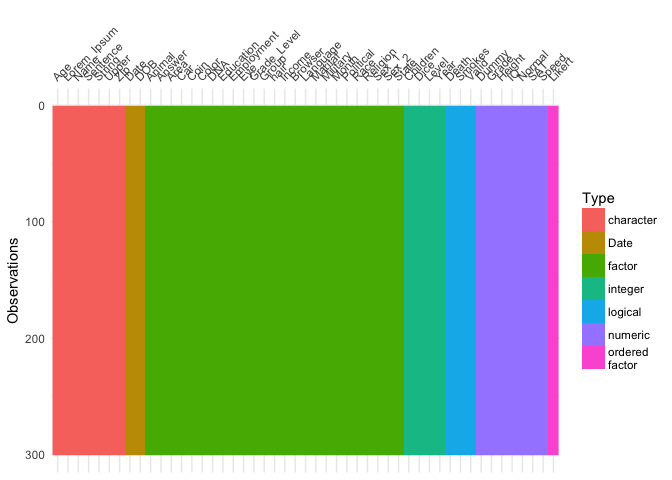 Age
Lorem_Ipsum
Name
Sentence
String
Upper
Zip
Date
DOB
Animal
Answer
Area
Car
Coin
Color
DNA
Education
Employment
Eye
Grade_Level
Group
Hair
Income
Browser
Language
Marital
Military
Month
Political
Race
Religion
Sex
State
Children
Level
Year
Death
Smokes
Dummy
Grade
Height
IQ
Normal
SAT
Speed
Likert
0
100
200
300
Observations
Type
character
Date
factor
integer
logical
numeric
ordered
factor